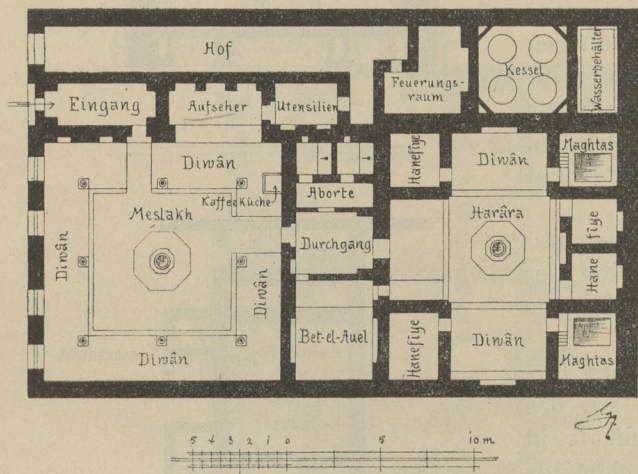 Hof
Eingang
Aufseher
Utensilien
Feuerungs-
raum
Kessel
Wasserbehälter
Diwân
Kaffeeküche
Meslakh
Diwân
Diwân
Diwân
Aborte
Durchgang
Bet-el-Auel
Hanefiye
Diwân
Maghtas
Harâra
fiye
Hane
Hanefiye
Diwân
Maghtas
5 4 3 2 1 0 5 10 m